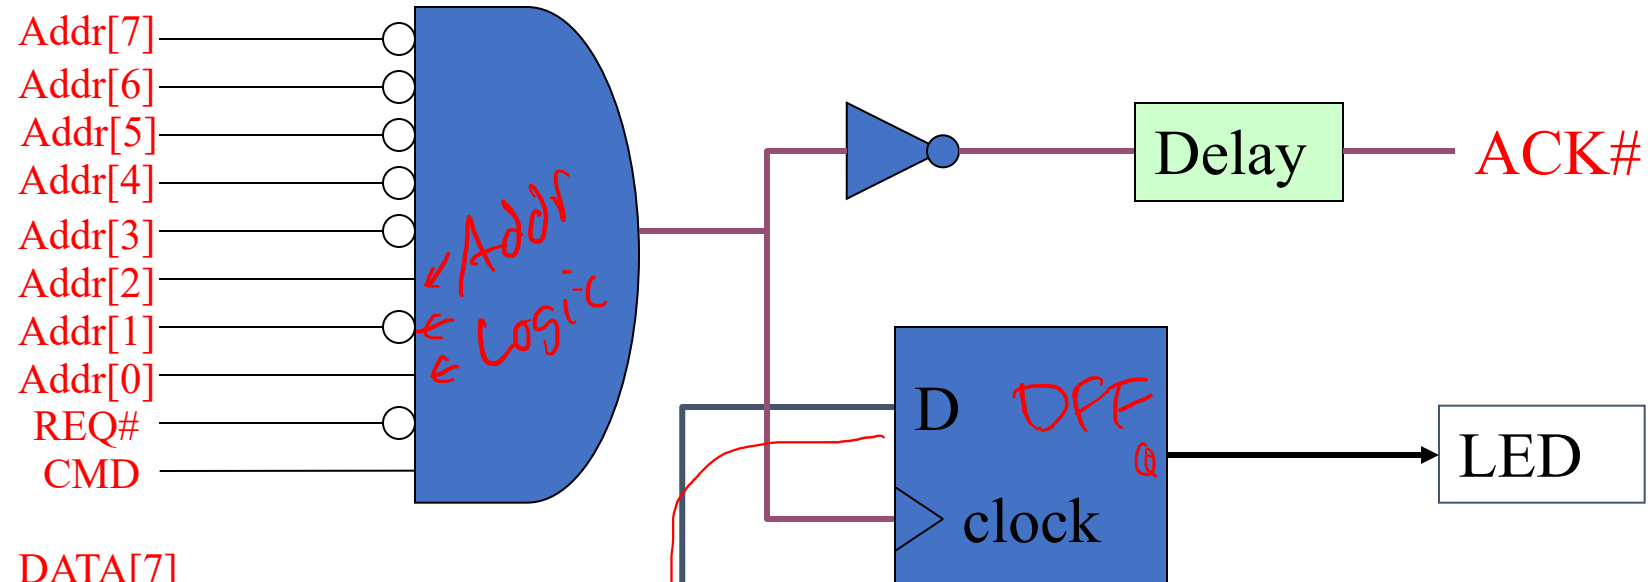 Addr[7]
Addr[6]
Addr[5]
Addr[4]
Addr[3]
Addr[2]
Addr[1]
Addr[0]
REQ#
CMD
DATA[7]
Addr
Logic
Delay
ACK#
D
DFF
Q
clock
LED